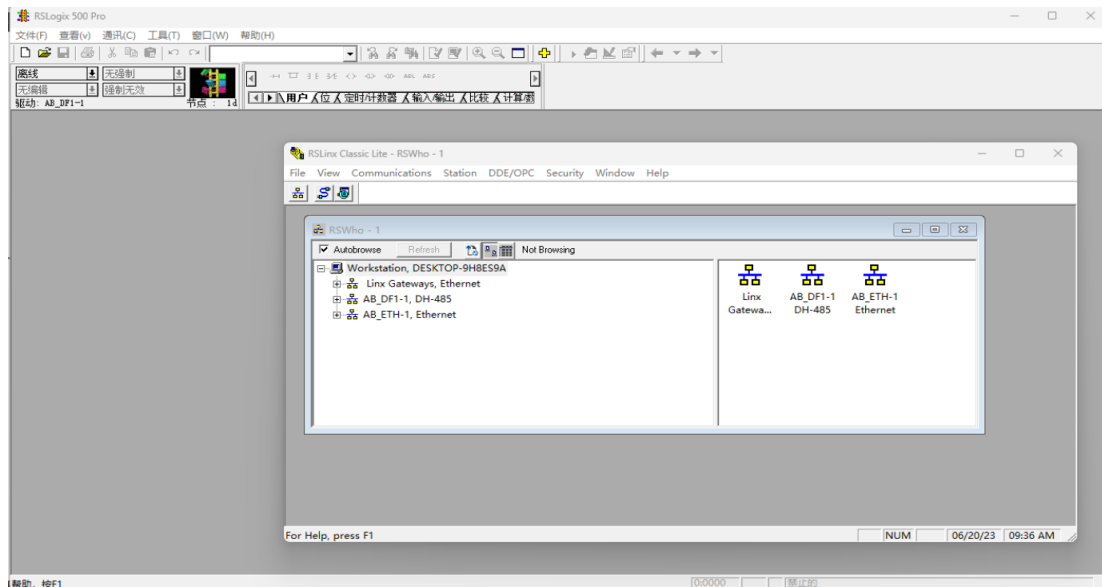 RSLogix 500 Pro
文件(F) 查看(v) 通讯(C) 工具(T) 窗口(W) 帮助(H)
离线 无强制
无编辑 强制无效
驱动: AB_DF1-1 节点 : 1d
用户 位 定时/计数器 输入/输出 比较 计算/数
RSLinx Classic Lite - RSWho - 1
File View Communications Station DDE/OPC Security Window Help
RSWho - 1
Autobrowse Refresh Not Browsing
Workstation, DESKTOP-9H8ES9A
Linx Gateways, Ethernet
AB_DF1-1, DH-485
AB_ETH-1, Ethernet
Linx Gatewa...
AB_DF1-1 DH-485
AB_ETH-1 Ethernet
For Help, press F1 NUM 06/20/23 09:36 AM
帮助, 按F1 0:0000 禁止的